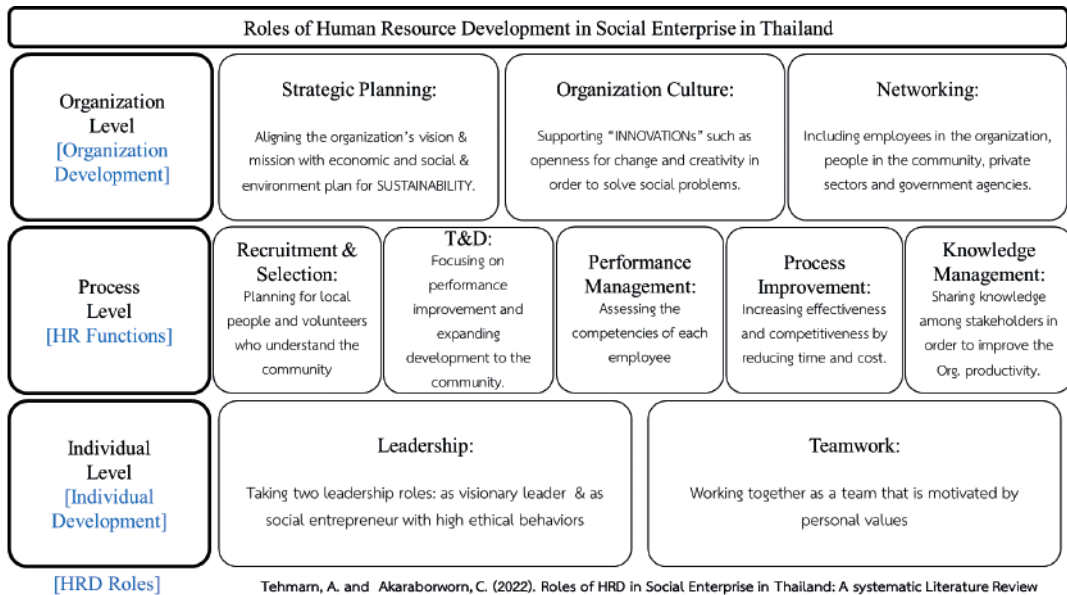 Roles of Human Resource Development in Social Enterprise in Thailand
Organization
Level
[Organization
Development]
Strategic Planning:
Aligning the organization's vision &
mission with economic and social &
environment plan for SUSTAINABILITY.
Organization Culture:
Supporting "INNOVATIONs" such as
openness for change and creativity in
order to solve social problems.
Networking:
Including employees in the organization,
people in the community, private
sectors and government agencies.
Process
Level
[HR Functions]
Recruitment &
Selection:
Planning for local
people and volunteers
who understand the
community
T&D:
Focusing on
performance
improvement and
expanding
development to the
community.
Performance
Management:
Assessing the
competencies of each
employee
Process
Improvement:
Increasing effectiveness
and competitiveness by
reducing time and cost.
Knowledge
Management:
Sharing knowledge
among stakeholders in
order to improve the
Org. productivity.
Individual
Level
[Individual
Development]
Leadership:
Taking two leadership roles: as visionary leader & as
social entrepreneur with high ethical behaviors
Teamwork:
Working together as a team that is motivated by
personal values
[HRD Roles]
Tehmarn, A. and Akaraborworn, C. (2022). Roles of HRD in Social Enterprise in Thailand: A systematic Literature Review